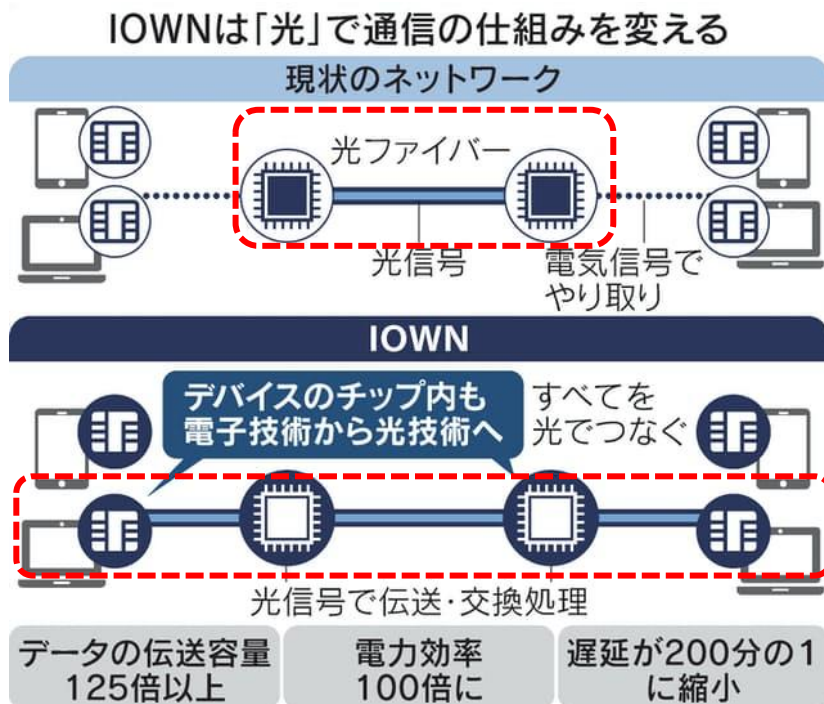 IOWNは「光」で通信の仕組みを変える
現状のネットワーク
光ファイバー
光信号
電気信号で
やり取り
IOWN
デバイスのチップ内も
電子技術から光技術へ
すべてを
光でつなぐ
光信号で伝送・交換処理
データの伝送容量
125倍以上
電力効率
100倍に
遅延が200分の1
に縮小